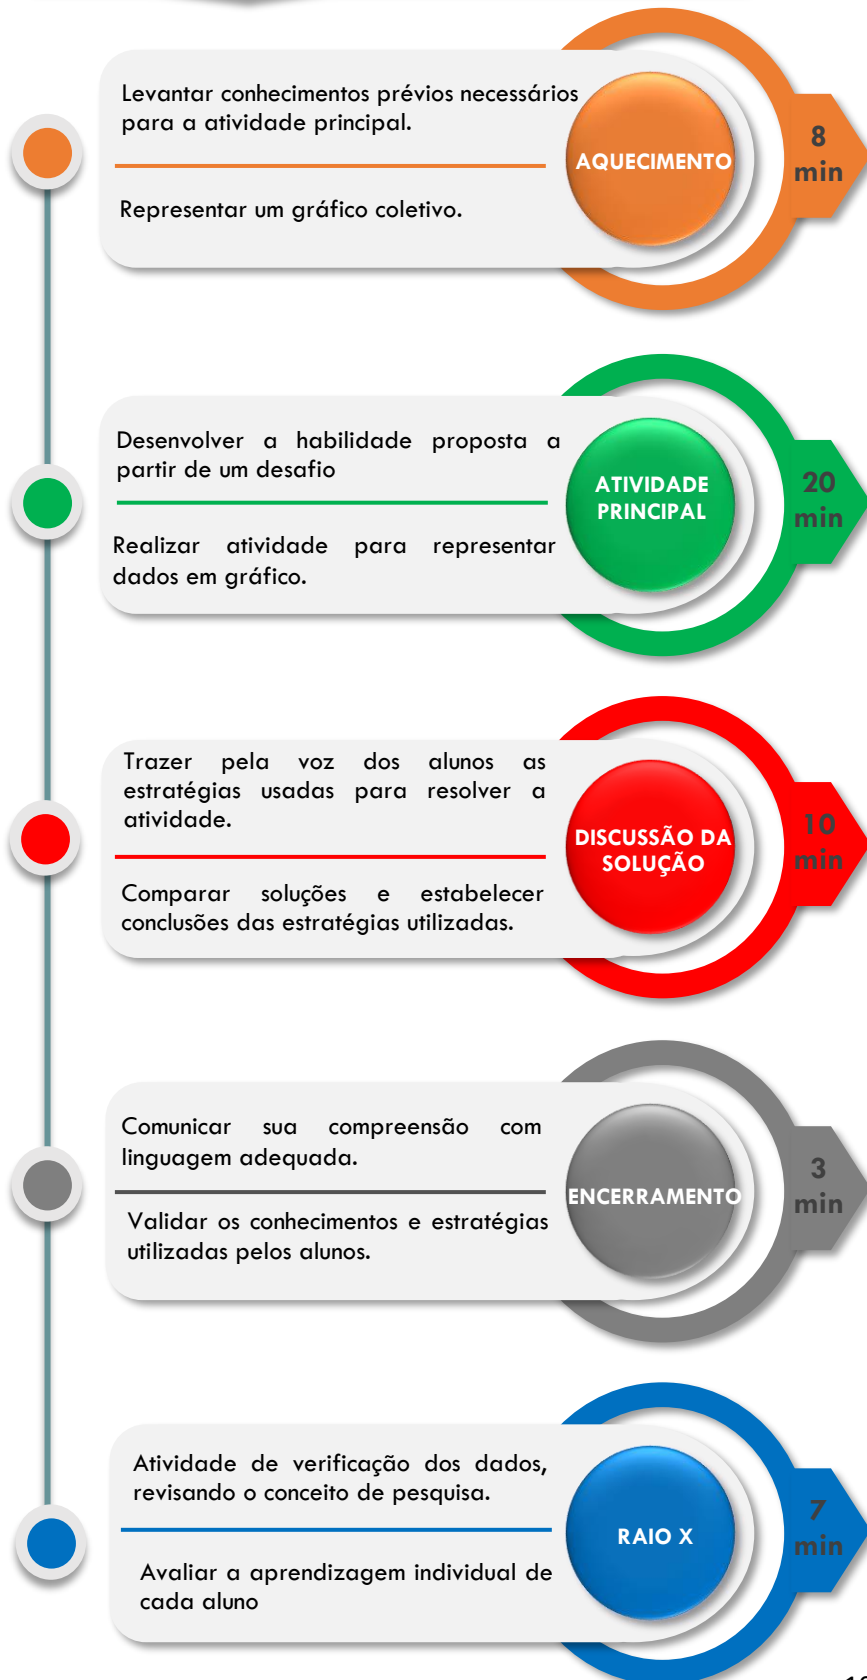 Levantar conhecimentos prévios necessários
para a atividade principal.
Representar um gráfico coletivo.
AQUECIMENTO
8
min
Desenvolver a habilidade proposta a
partir de um desafio
Realizar atividade para representar
dados em gráfico.
ATIVIDADE
PRINCIPAL
20
min
Trazer pela voz dos alunos as
estratégias usadas para resolver a
atividade.
Comparar soluções e estabelecer
conclusões das estratégias utilizadas.
DISCUSSÃO DA
SOLUÇÃO
10
min
Comunicar sua compreensão com
linguagem adequada.
Validar os conhecimentos e estratégias
utilizadas pelos alunos.
ENCERRAMENTO
3
min
Atividade de verificação dos dados,
revisando o conceito de pesquisa.
Avaliar a aprendizagem individual de
cada aluno
RAIO X
7
min